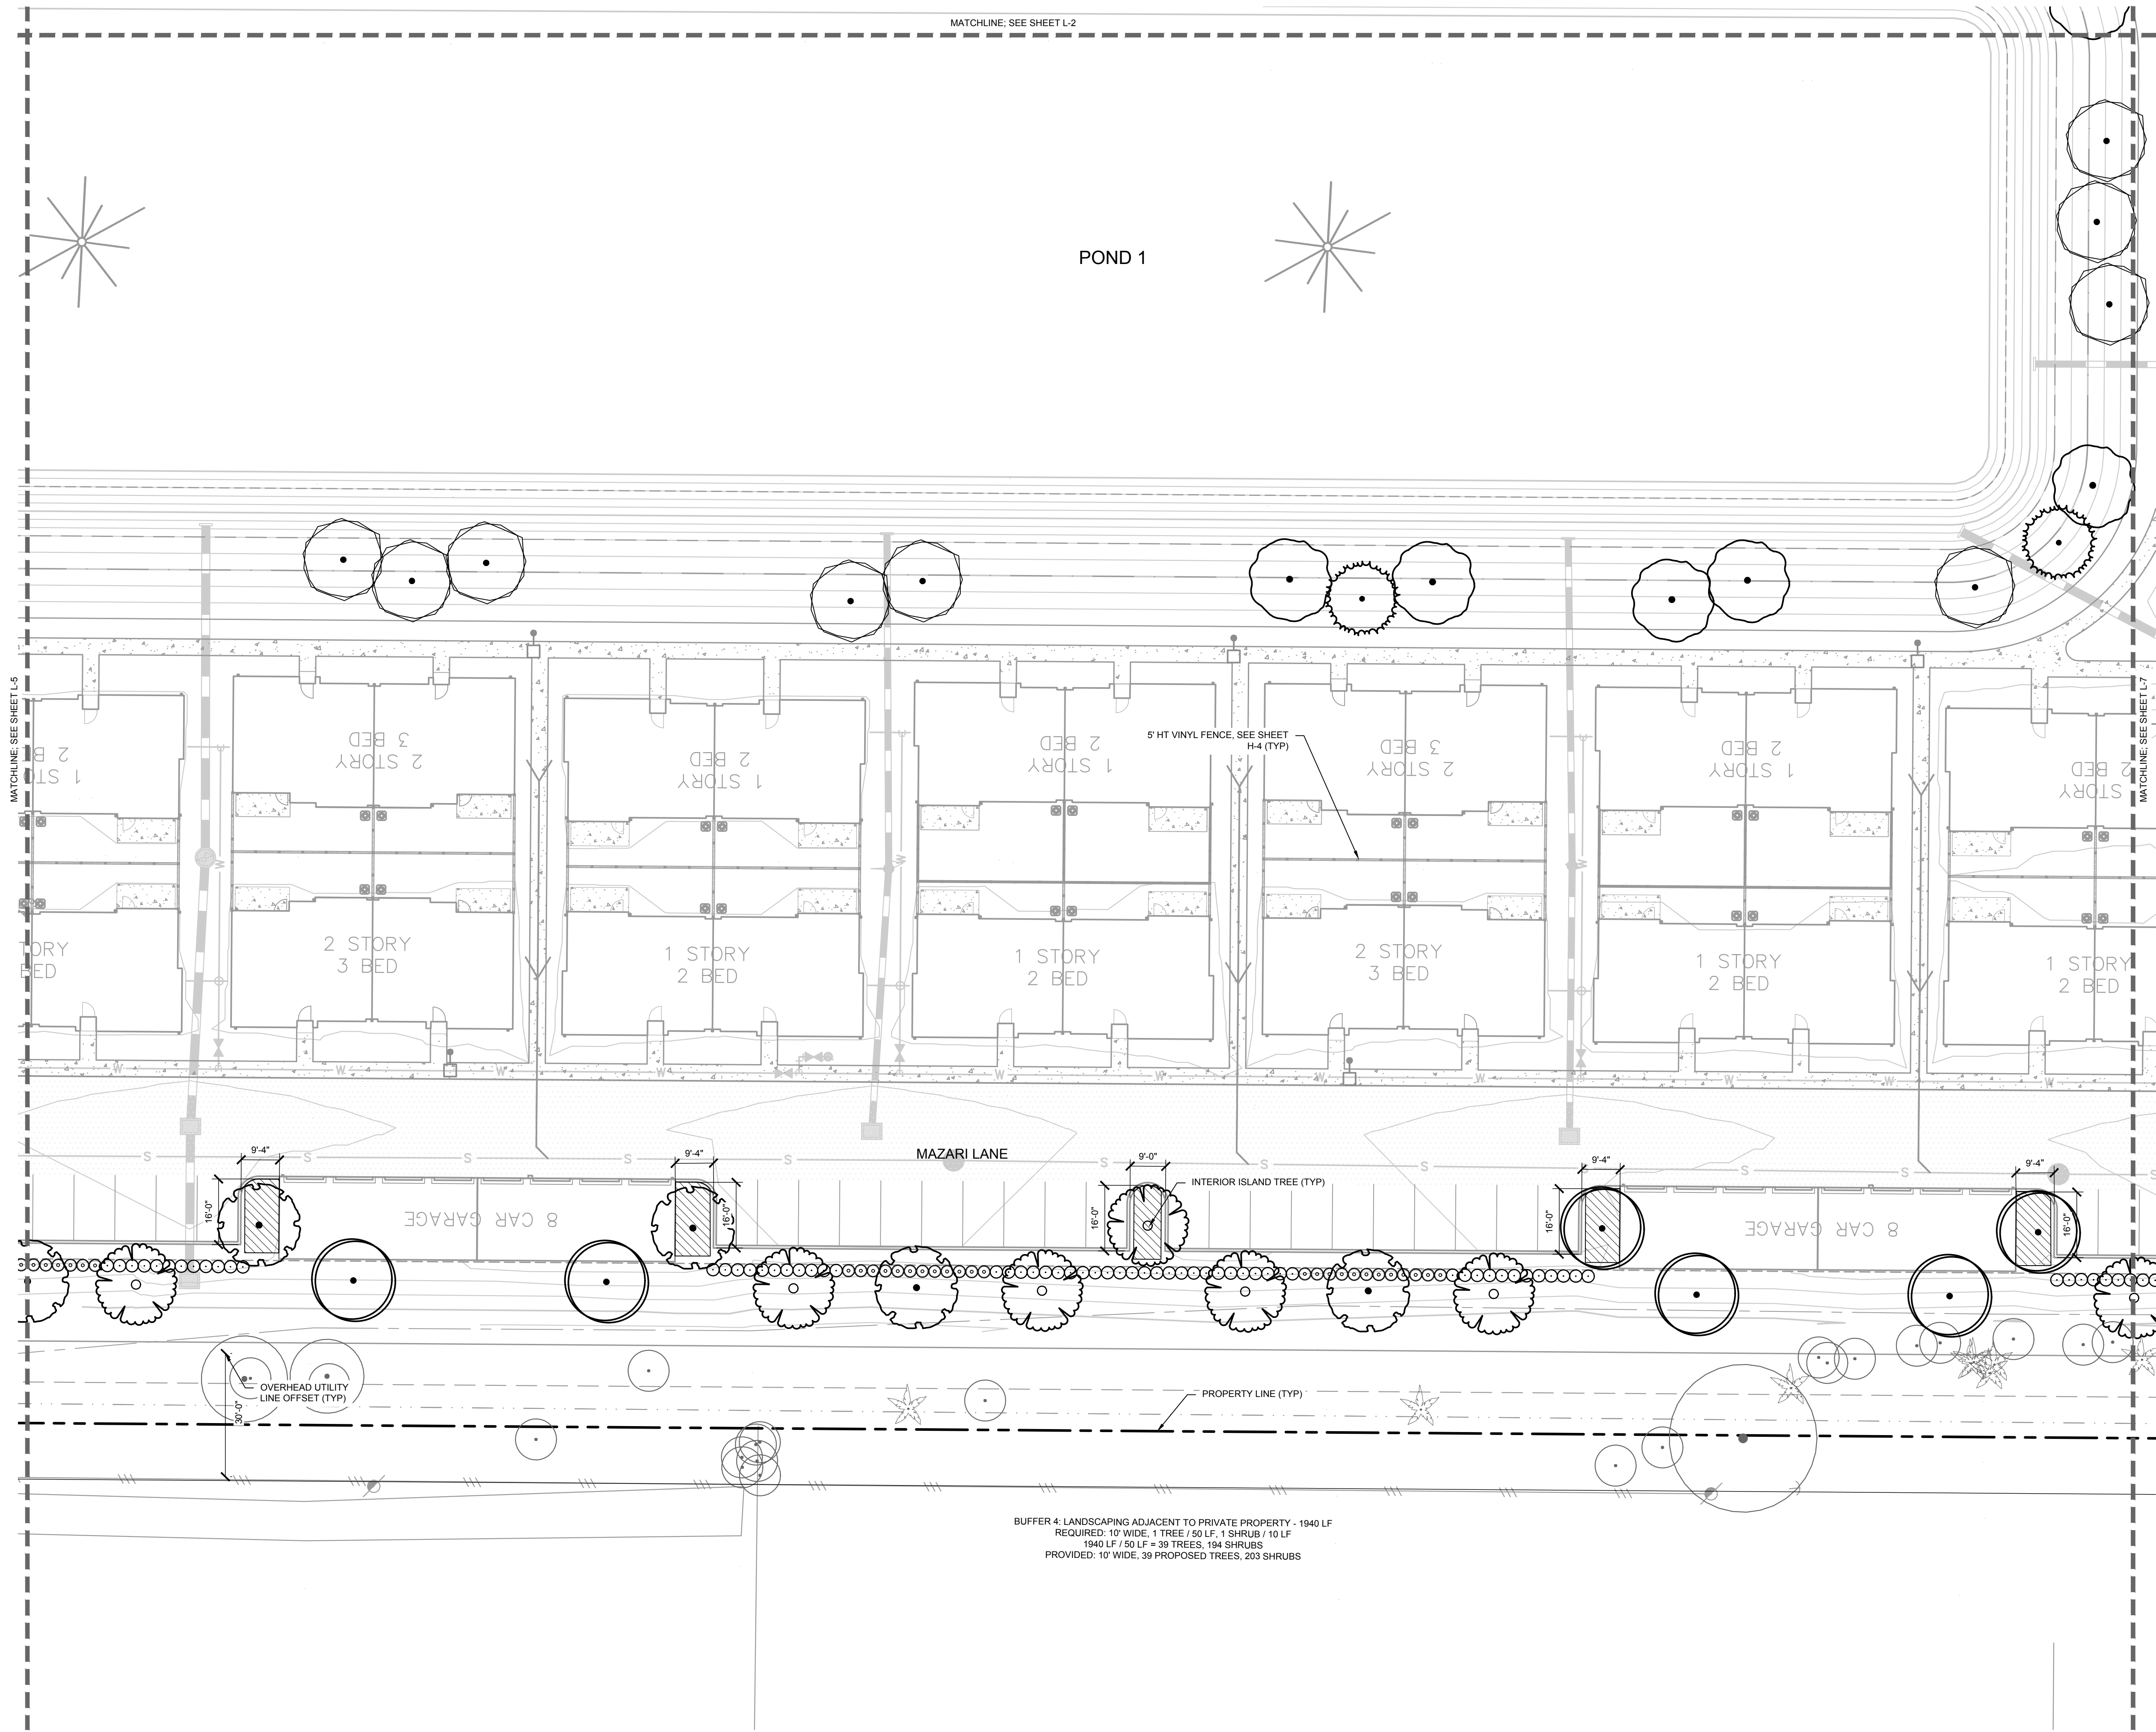 MATCHLINE; SEE SHEET L-2
POND 1
MATCHLINE; SEE SHEET L-5
MATCHLINE; SEE SHEET L-7
5' HT VINYL FENCE, SEE SHEET
H-4 (TYP)
1 STO
2 B
2 STORY
3 BED
1 STORY
2 BED
1 STORY
2 BED
2 STORY
3 BED
1 STORY
2 BED
STORY
2 BED
TORY
BED
2 STORY
3 BED
1 STORY
2 BED
1 STORY
2 BED
2 STORY
3 BED
1 STORY
2 BED
1 STORY
2 BED
W
W
W
W
W
W
W
W
W
W
W
W
MAZARI LANE
S
S
S
S
S
S
S
S
S
S
S
9'-4"
9'-4"
9'-0"
9'-4"
9'-4"
16'-0"
16'-0"
16'-0"
16'-0"
16'-0"
INTERIOR ISLAND TREE (TYP)
8 CAR GARAGE
8 CAR GARAGE
OVERHEAD UTILITY
LINE OFFSET (TYP)
30'-0"
PROPERTY LINE (TYP)
BUFFER 4: LANDSCAPING ADJACENT TO PRIVATE PROPERTY - 1940 LF
REQUIRED: 10' WIDE, 1 TREE / 50 LF, 1 SHRUB / 10 LF
1940 LF / 50 LF = 39 TREES, 194 SHRUBS
PROVIDED: 10' WIDE, 39 PROPOSED TREES, 203 SHRUBS